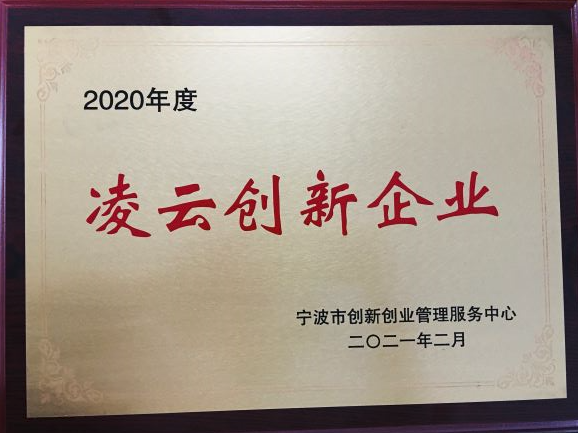 2020年度
凌云创新企业
宁波市创新创业管理服务中心
二〇二一年二月